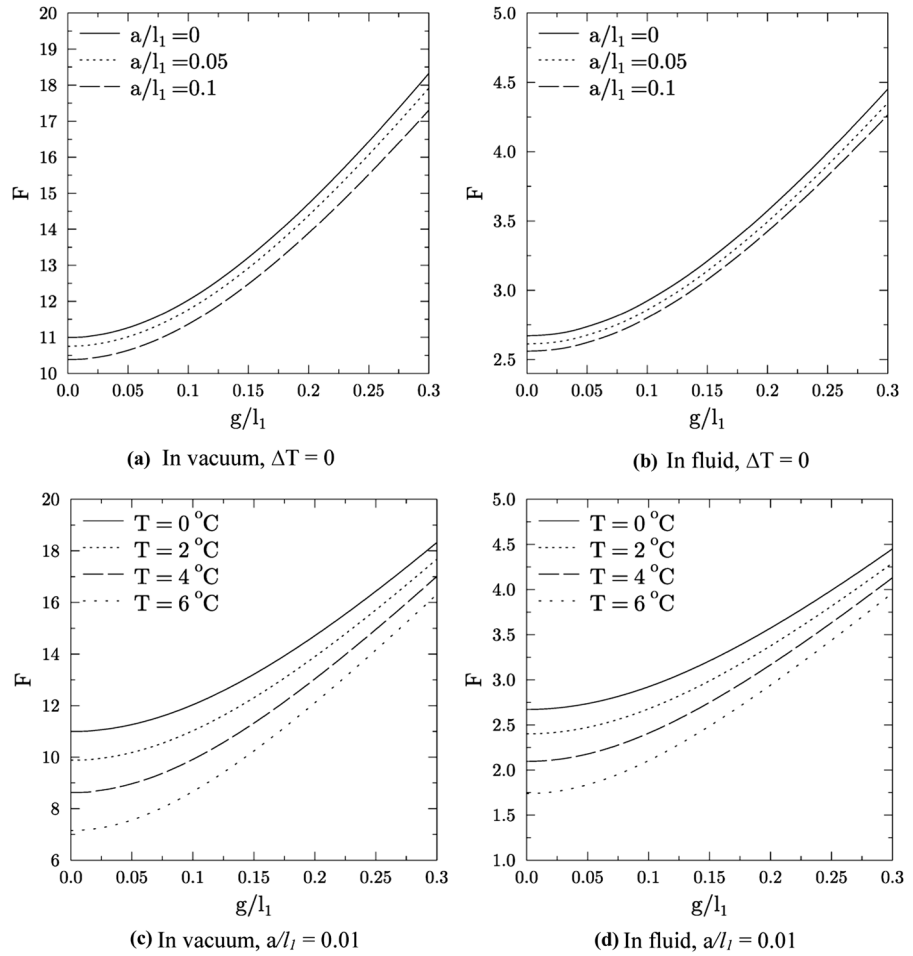 20
19
18
17
16
15
14
13
12
11
10
F
a/l1=0
a/l1=0.05
a/l1=0.1
0.0 0.05 0.1 0.15 0.2 0.25 0.3
g/l1
(a) In vacuum, ΔT = 0
5.0
4.5
4.0
3.5
3.0
2.5
F
a/l1=0
a/l1=0.05
a/l1=0.1
0.0 0.05 0.1 0.15 0.2 0.25 0.3
g/l1
(b) In fluid, ΔT = 0
20
18
16
14
12
10
8
6
F
T = 0 °C
T = 2 °C
T = 4 °C
T = 6 °C
0.0 0.05 0.1 0.15 0.2 0.25 0.3
g/l1
(c) In vacuum, a/l1 = 0.01
5.0
4.5
4.0
3.5
3.0
2.5
2.0
1.5
1.0
F
T = 0 °C
T = 2 °C
T = 4 °C
T = 6 °C
0.0 0.05 0.1 0.15 0.2 0.25 0.3
g/l1
(d) In fluid, a/l1 = 0.01